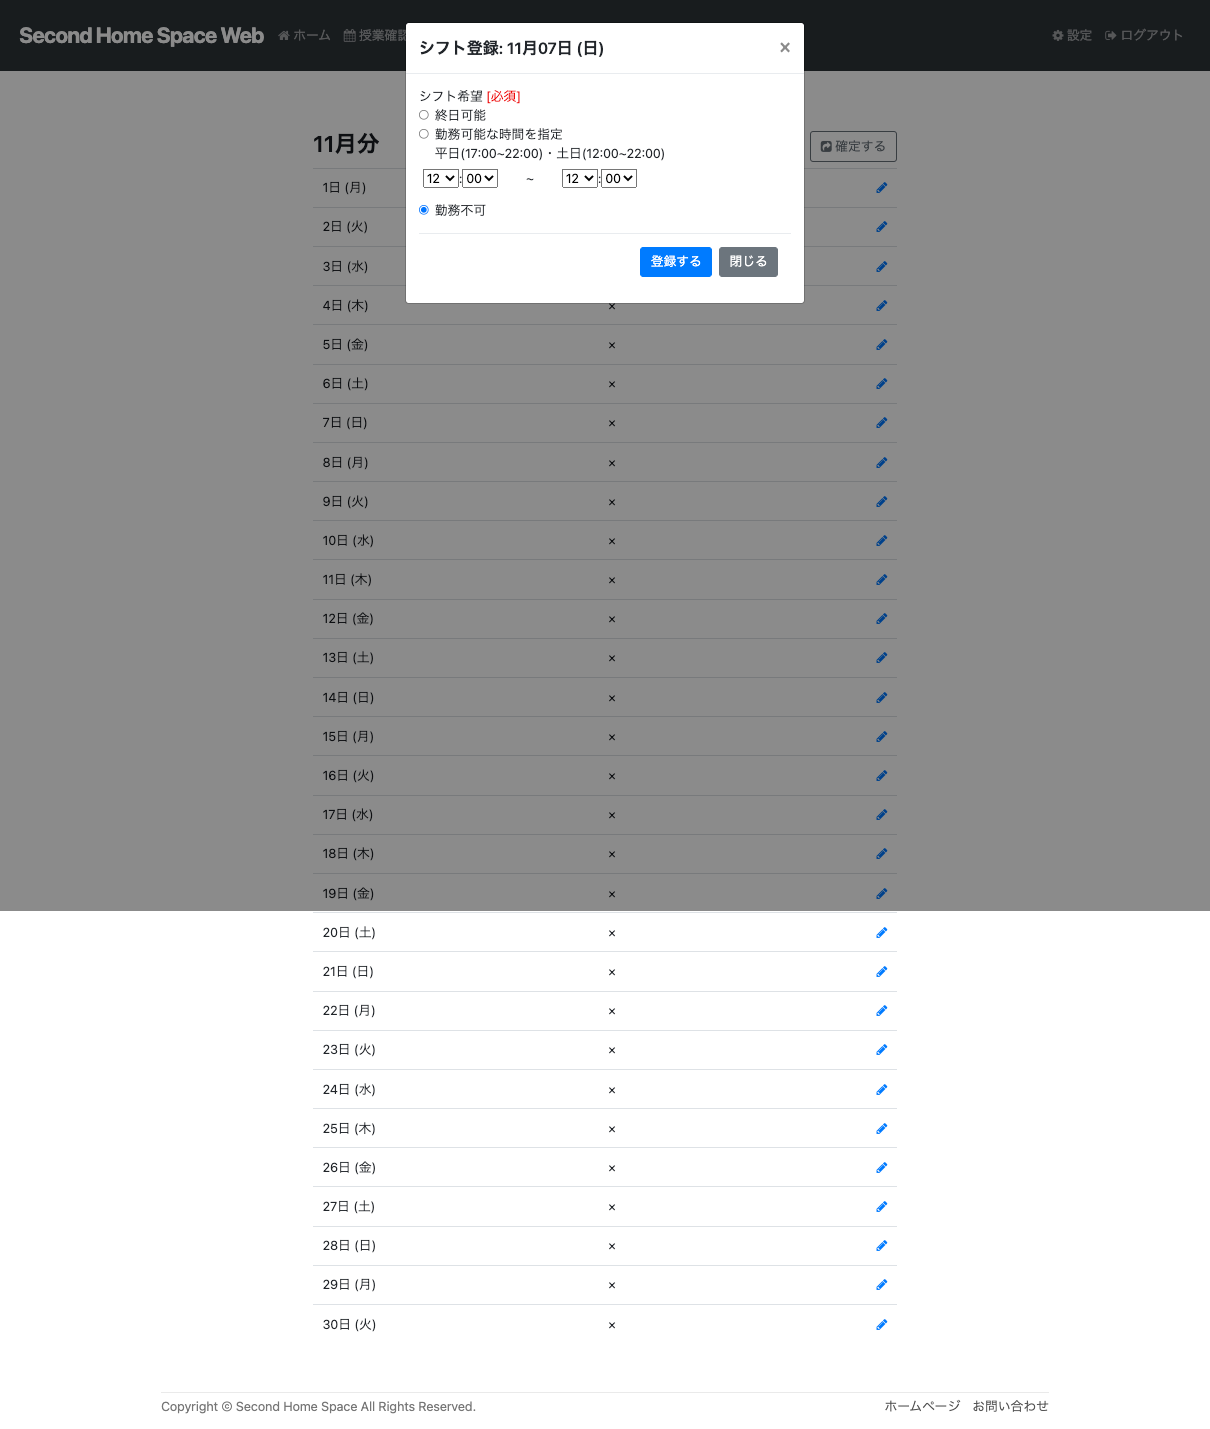 Second Home Space Web ホーム 授業確認 設定 ログアウト
シフト登録: 11月07日 (日) ×
シフト希望 [必須]
終日可能
勤務可能な時間を指定
平日(17:00~22:00)・土日(12:00~22:00)
12:00 ~ 12:00
勤務不可
登録する 閉じる
11月分 確定する
1日 (月)
2日 (火)
3日 (水)
4日 (木) ×
5日 (金) ×
6日 (土) ×
7日 (日) ×
8日 (月) ×
9日 (火) ×
10日 (水) ×
11日 (木) ×
12日 (金) ×
13日 (土) ×
14日 (日) ×
15日 (月) ×
16日 (火) ×
17日 (水) ×
18日 (木) ×
19日 (金) ×
20日 (土) ×
21日 (日) ×
22日 (月) ×
23日 (火) ×
24日 (水) ×
25日 (木) ×
26日 (金) ×
27日 (土) ×
28日 (日) ×
29日 (月) ×
30日 (火) ×
Copyright © Second Home Space All Rights Reserved. ホームページ お問い合わせ